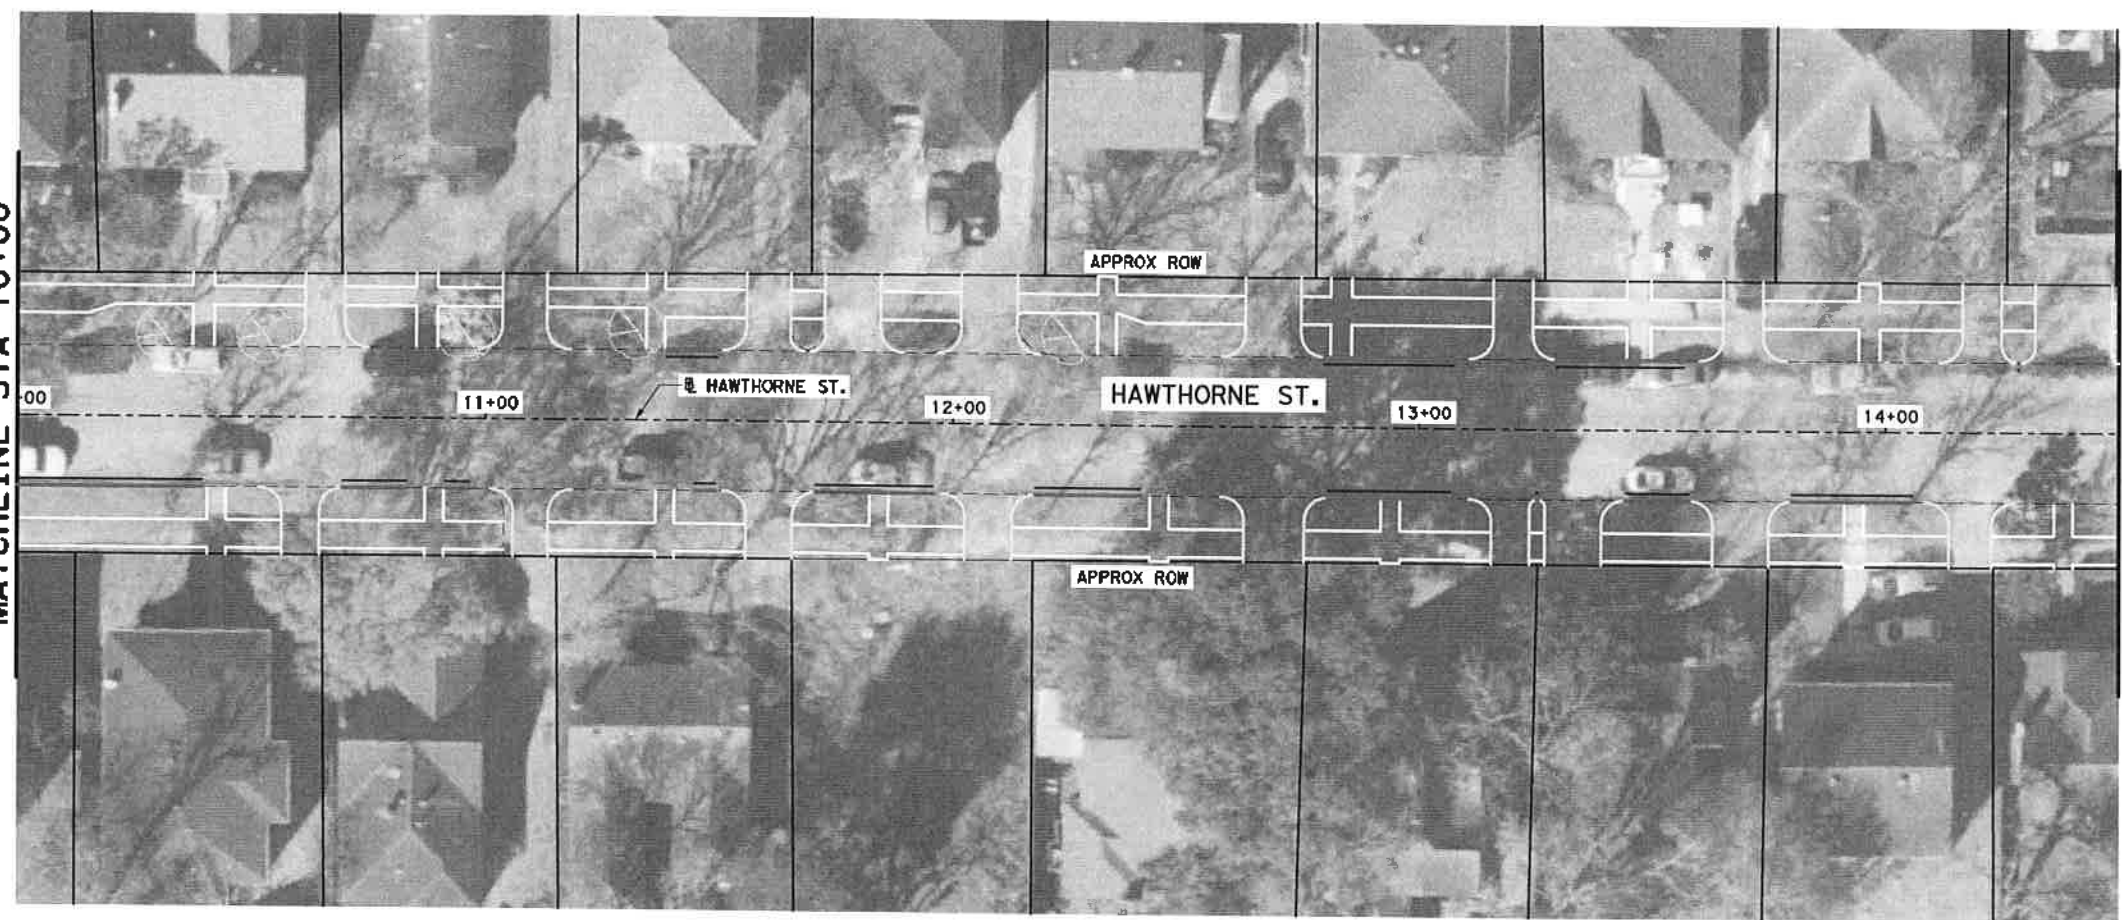 APPROX ROW
HAWTHORNE ST.
HAWTHORNE ST.
00
11+00
12+00
13+00
14+00
APPROX ROW